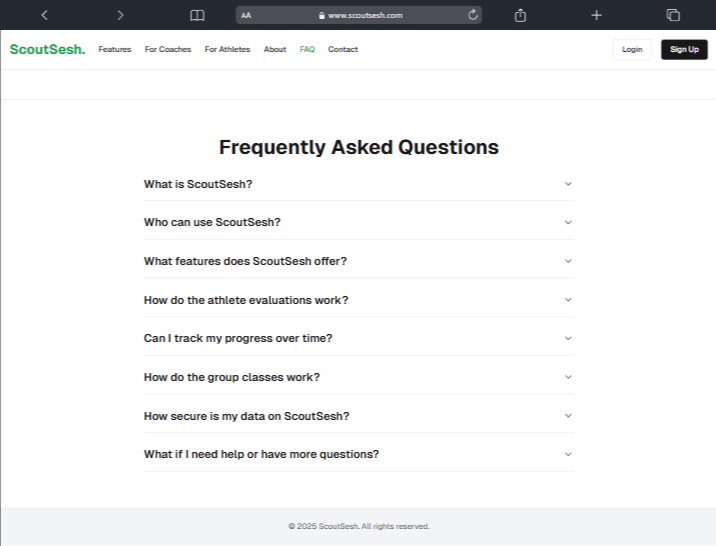 AA www.scoutsesh.com
ScoutSesh. Features For Coaches For Athletes About FAQ Contact Login Sign Up
Frequently Asked Questions
What is ScoutSesh?
Who can use ScoutSesh?
What features does ScoutSesh offer?
How do the athlete evaluations work?
Can I track my progress over time?
How do the group classes work?
How secure is my data on ScoutSesh?
What if I need help or have more questions?
© 2025 ScoutSesh. All rights reserved.